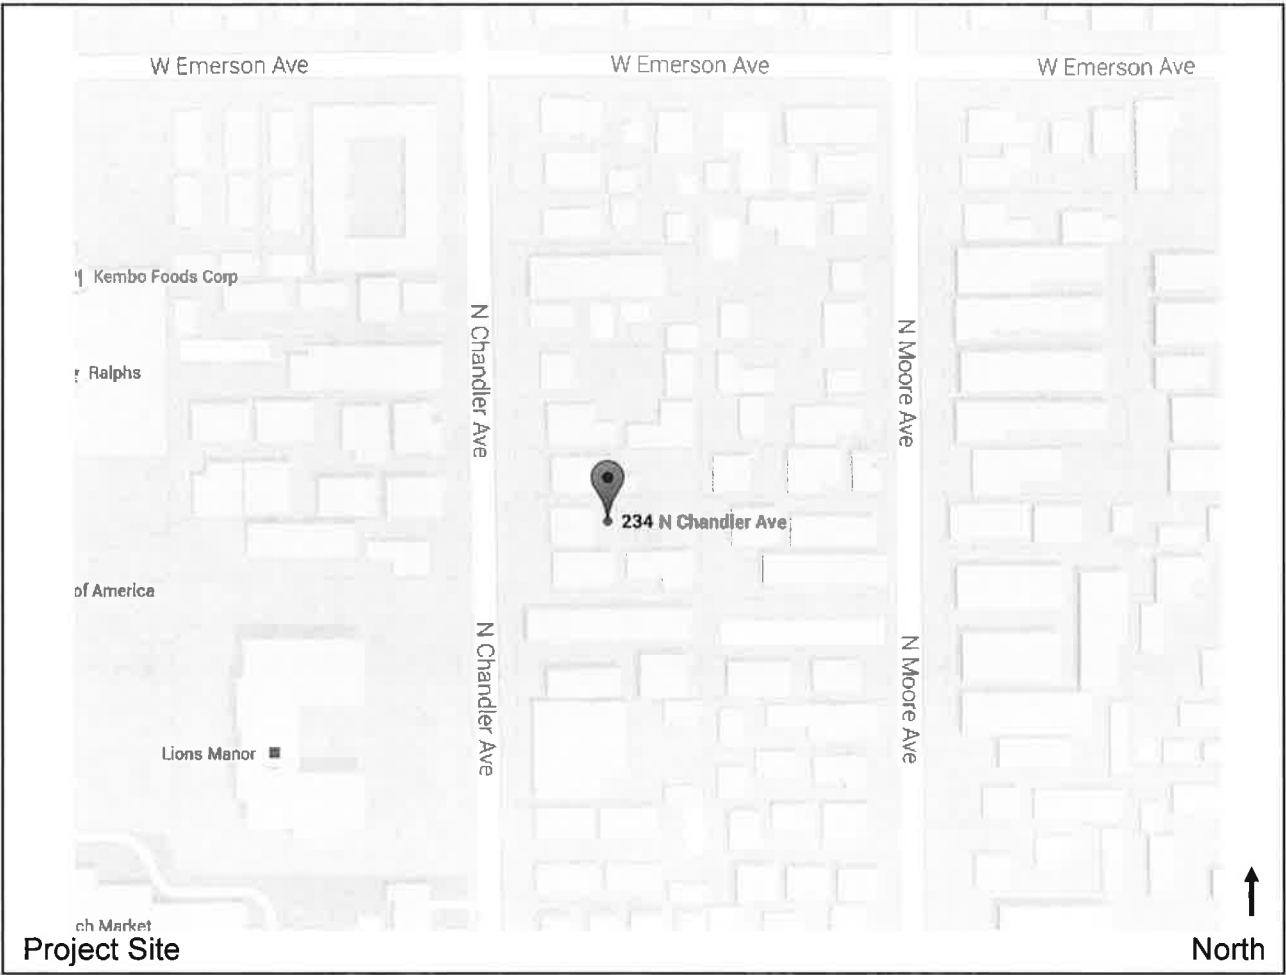 W Emerson Ave
W Emerson Ave
W Emerson Ave
Kembo Foods Corp
N Chandler Ave
N Moore Ave
Ralphs
234 N Chandler Ave
of America
N Chandler Ave
N Moore Ave
Lions Manor
ch Market
Project Site
North